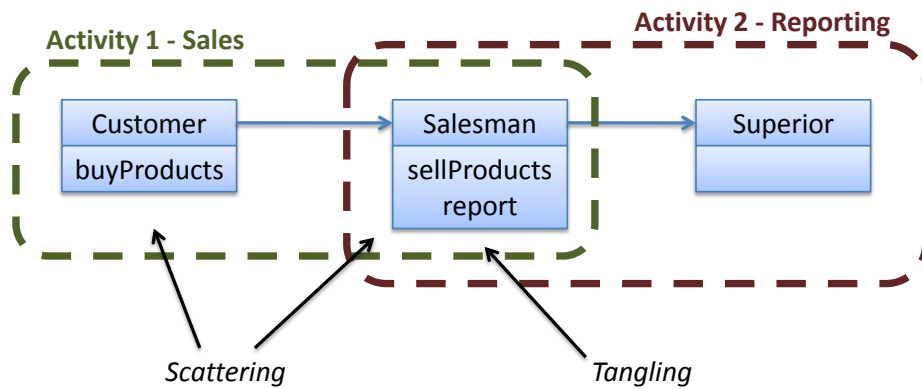 Activity 1 - Sales
Activity 2 - Reporting
Customer
buyProducts
Salesman
sellProducts
report
Superior
Scattering
Tangling